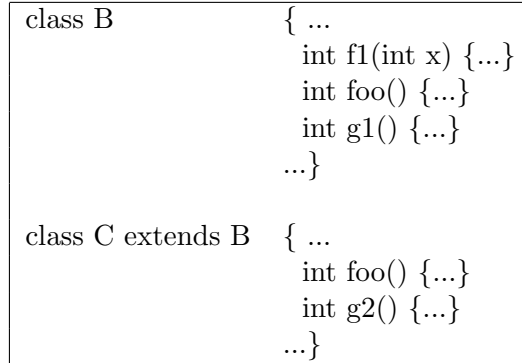 class B { ...
int f1(int x) {...}
int foo() {...}
int g1() {...}
...}
class C extends B { ...
int foo() {...}
int g2() {...}
...}